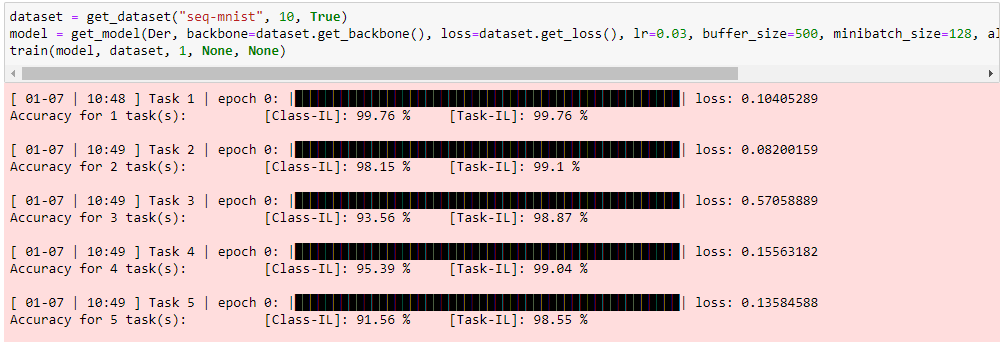 dataset = get_dataset("seq-mnist", 10, True)
model = get_model(Der, backbone=dataset.get_backbone(), loss=dataset.get_loss(), lr=0.03, buffer_size=500, minibatch_size=128, al
train(model, dataset, 1, None, None)
[ 01-07 | 10:48 ] Task 1 | epoch 0: || loss: 0.10405289
Accuracy for 1 task(s): [Class-IL]: 99.76 % [Task-IL]: 99.76 %
[ 01-07 | 10:49 ] Task 2 | epoch 0: || loss: 0.08200159
Accuracy for 2 task(s): [Class-IL]: 98.15 % [Task-IL]: 99.1 %
[ 01-07 | 10:49 ] Task 3 | epoch 0: || loss: 0.57058889
Accuracy for 3 task(s): [Class-IL]: 93.56 % [Task-IL]: 98.87 %
[ 01-07 | 10:49 ] Task 4 | epoch 0: || loss: 0.15563182
Accuracy for 4 task(s): [Class-IL]: 95.39 % [Task-IL]: 99.04 %
[ 01-07 | 10:49 ] Task 5 | epoch 0: || loss: 0.13584588
Accuracy for 5 task(s): [Class-IL]: 91.56 % [Task-IL]: 98.55 %